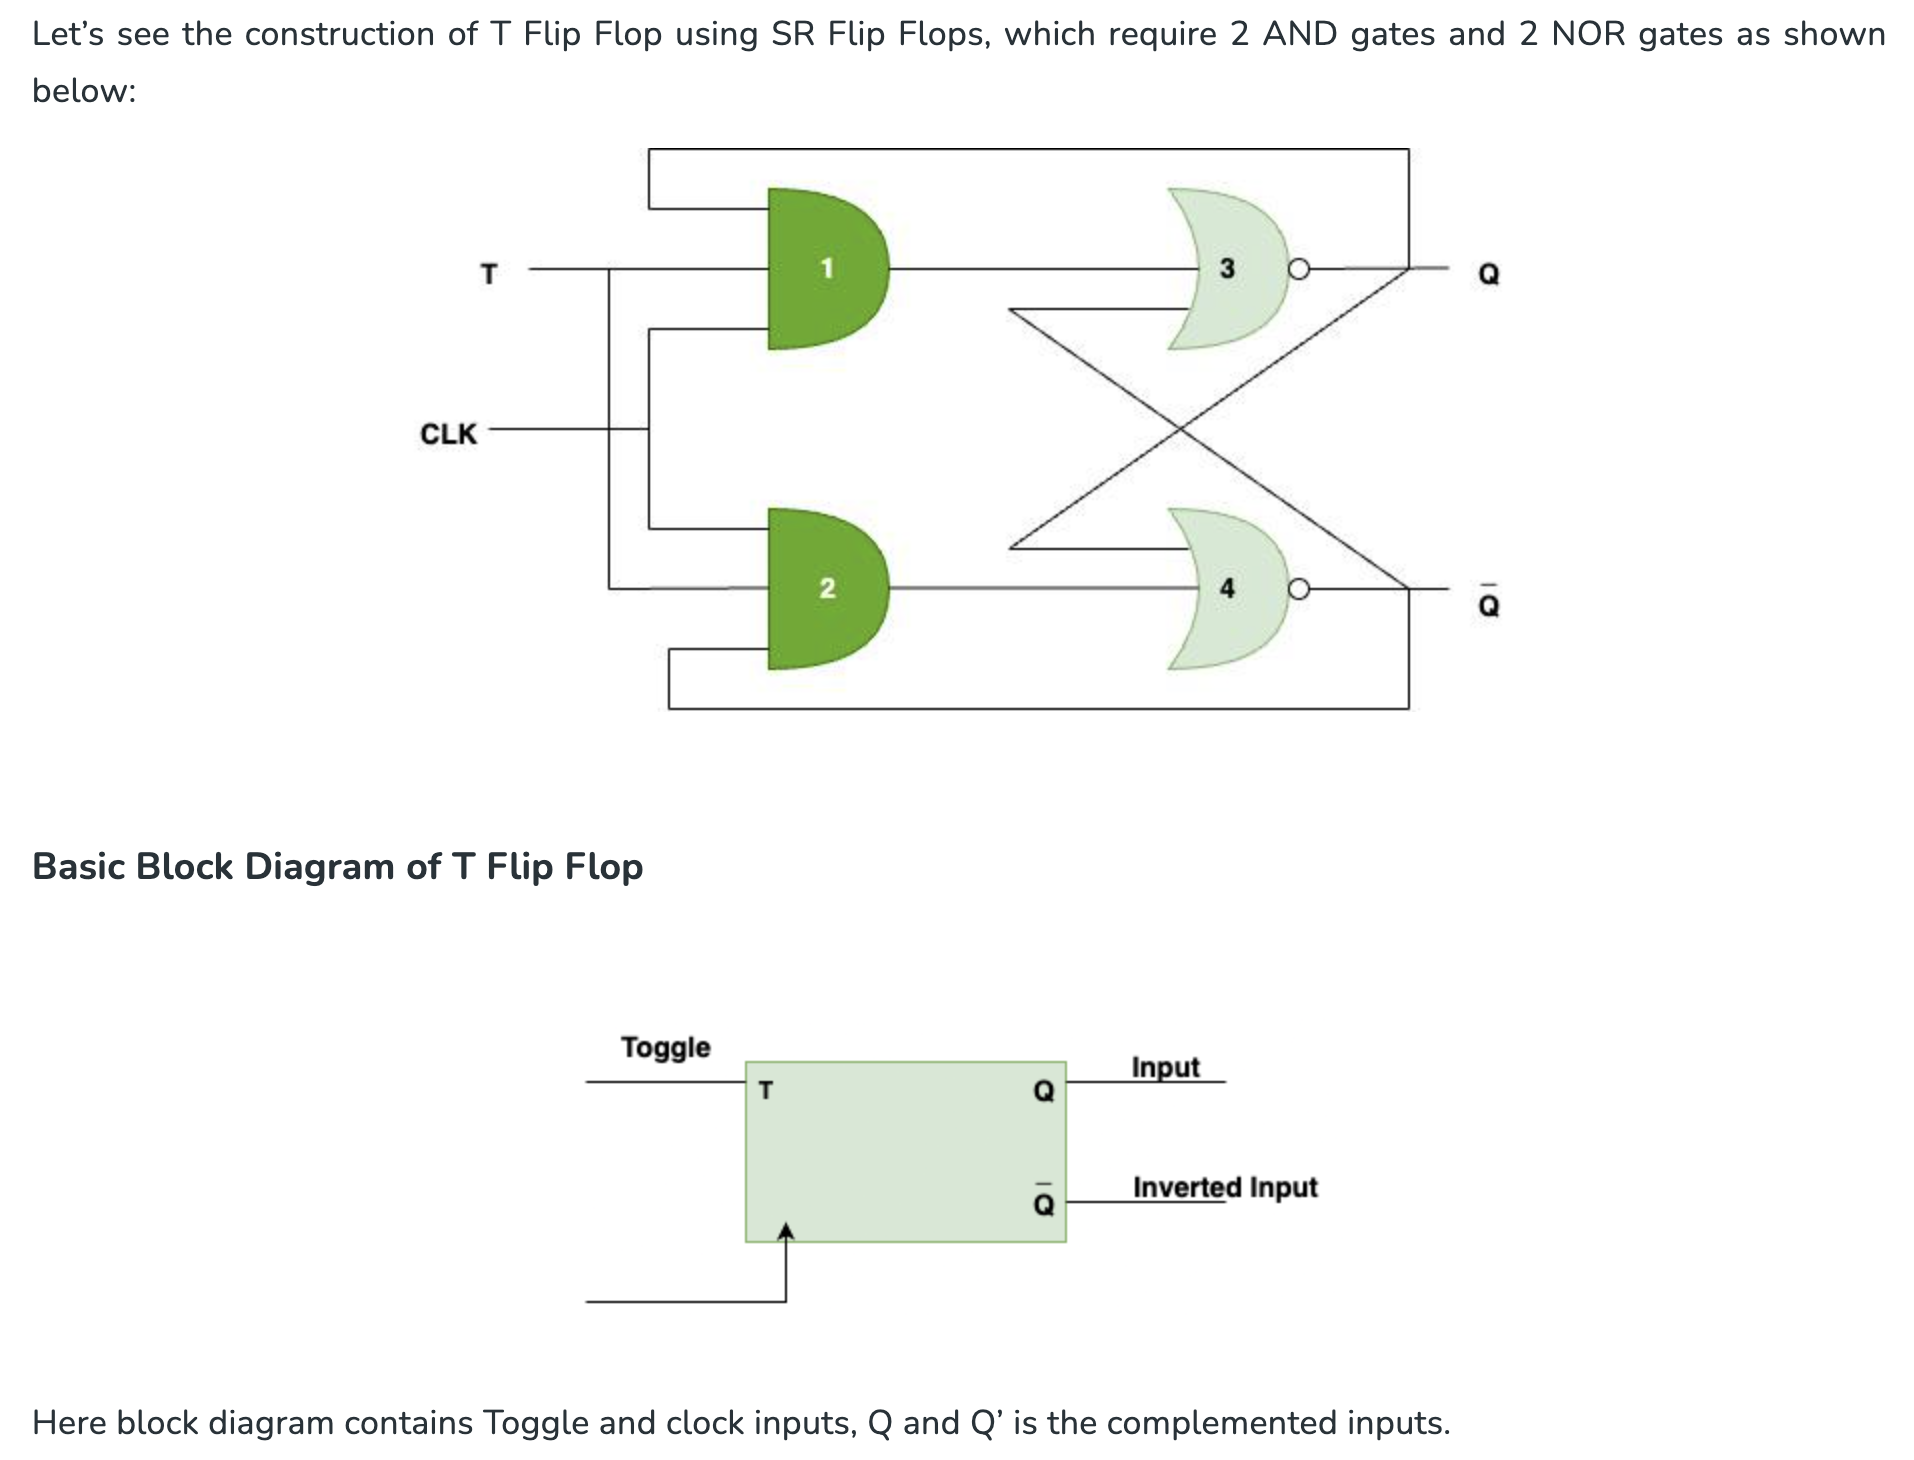 Let’s see the construction of T Flip Flop using SR Flip Flops, which require 2 AND gates and 2 NOR gates as shown
below:
1
3
T
Q
CLK
2
4
Q̅
Basic Block Diagram of T Flip Flop
Toggle
Input
T
Q
Inverted Input
Q̅
Here block diagram contains Toggle and clock inputs, Q and Q’ is the complemented inputs.